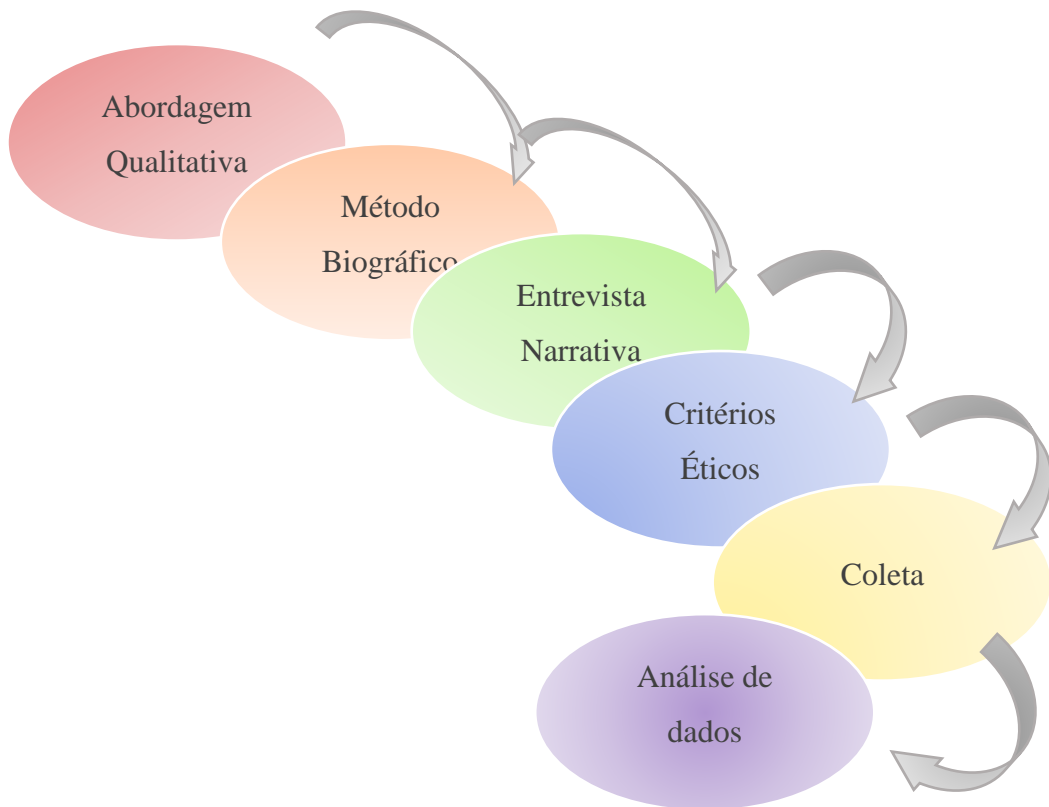 Abordagem
Qualitativa
Método
Biográfico
Entrevista
Narrativa
Critérios
Éticos
Coleta
Análise de
dados